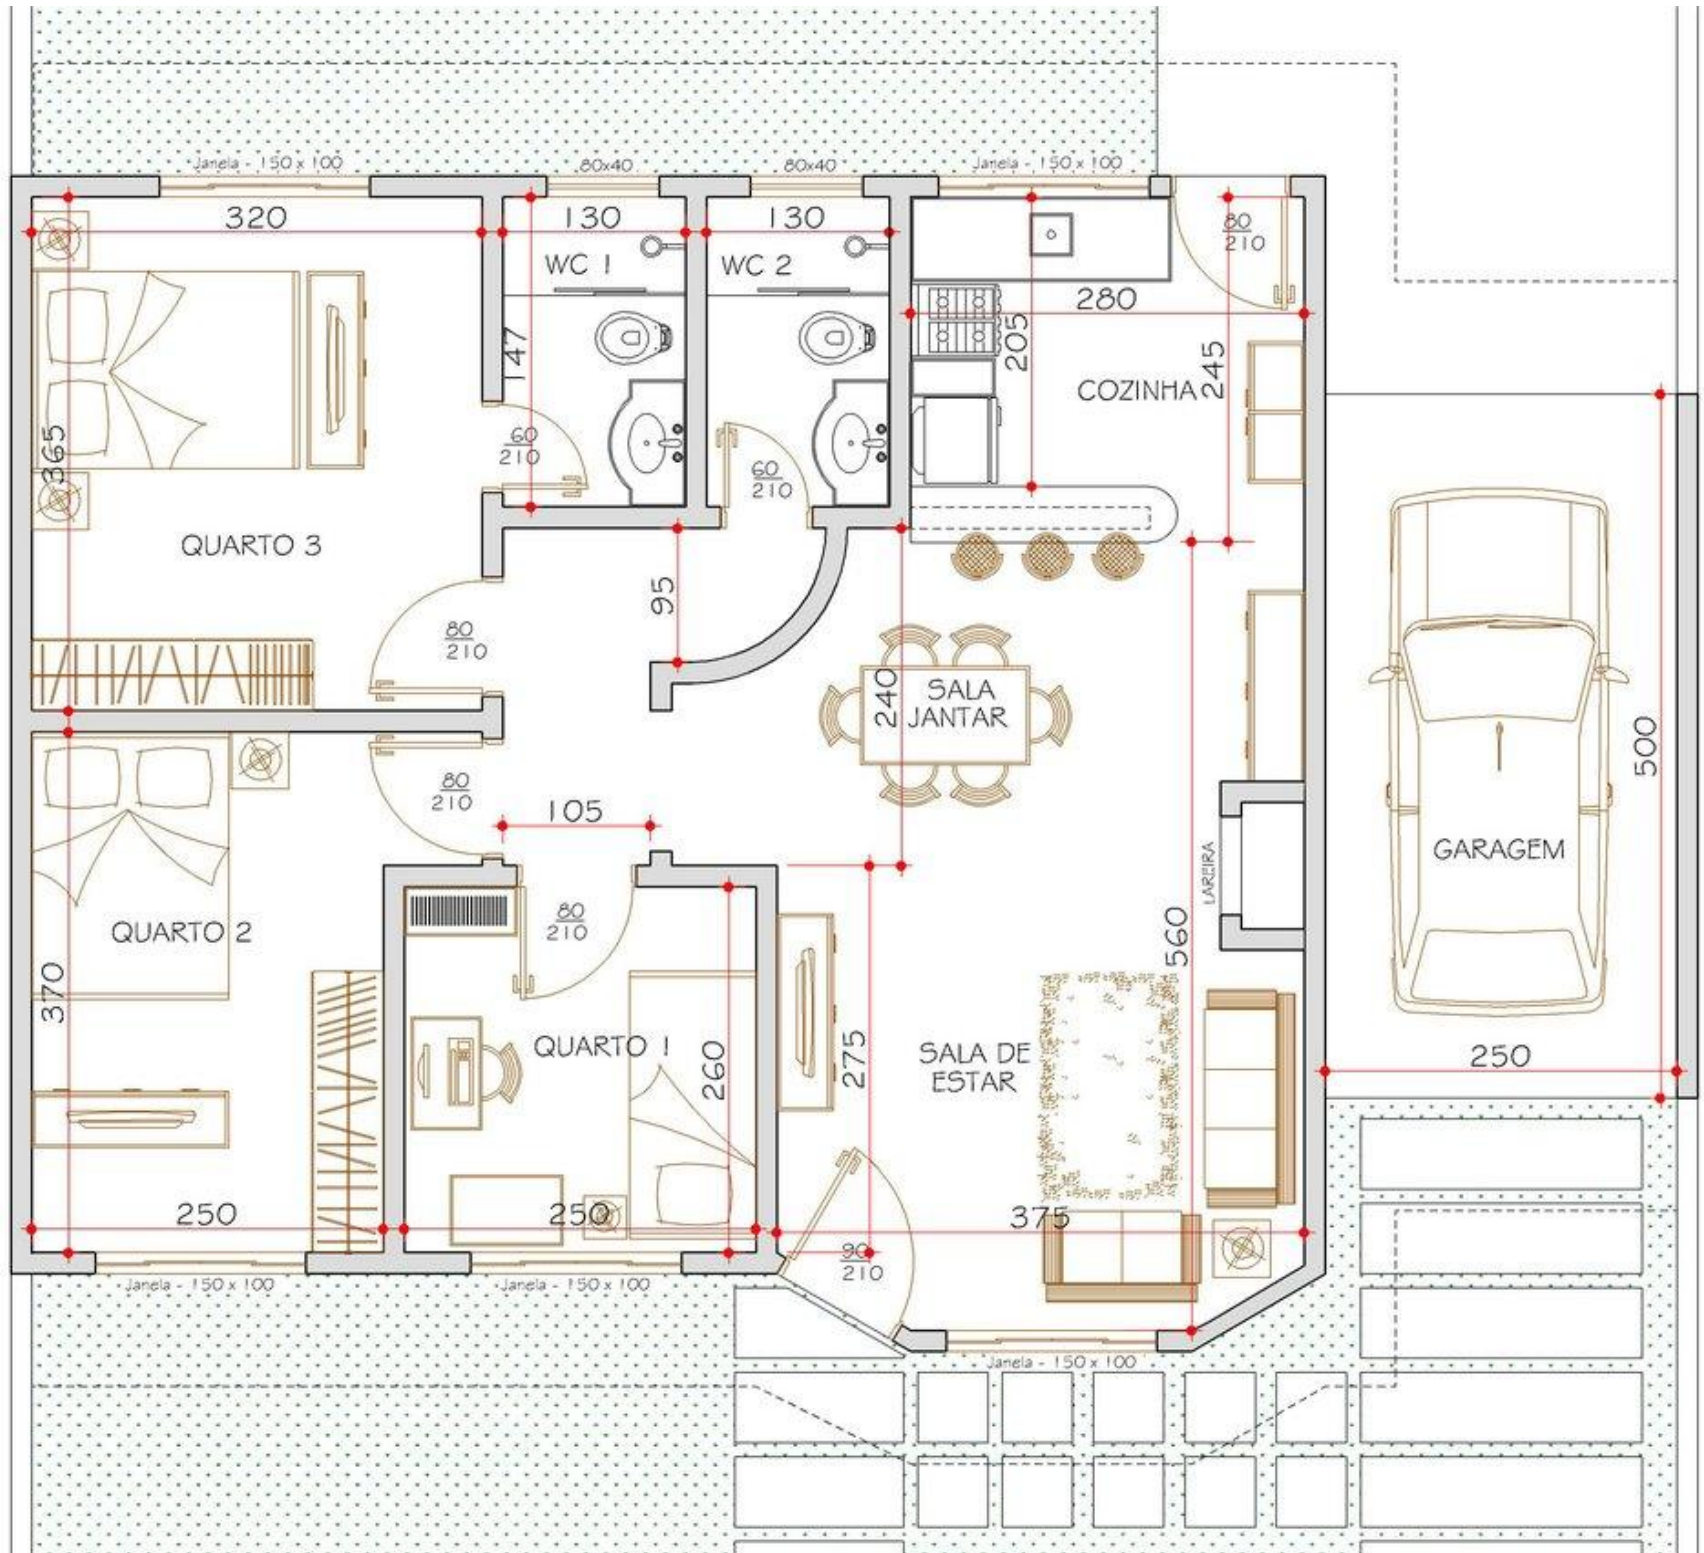 Janela - 150 x 100
80x40
80x40
Janela - 150 x 100
320
130
130
80
210
WC 1
WC 2
280
147
205
245
COZINHA
365
60
210
60
210
QUARTO 3
95
80
210
240
SALA
JANTAR
500
80
210
105
LAREIRA
GARAGEM
80
210
QUARTO 2
560
370
QUARTO 1
260
275
SALA DE
ESTAR
250
250
250
375
90
210
Janela - 150 x 100
Janela - 150 x 100
Janela - 150 x 100